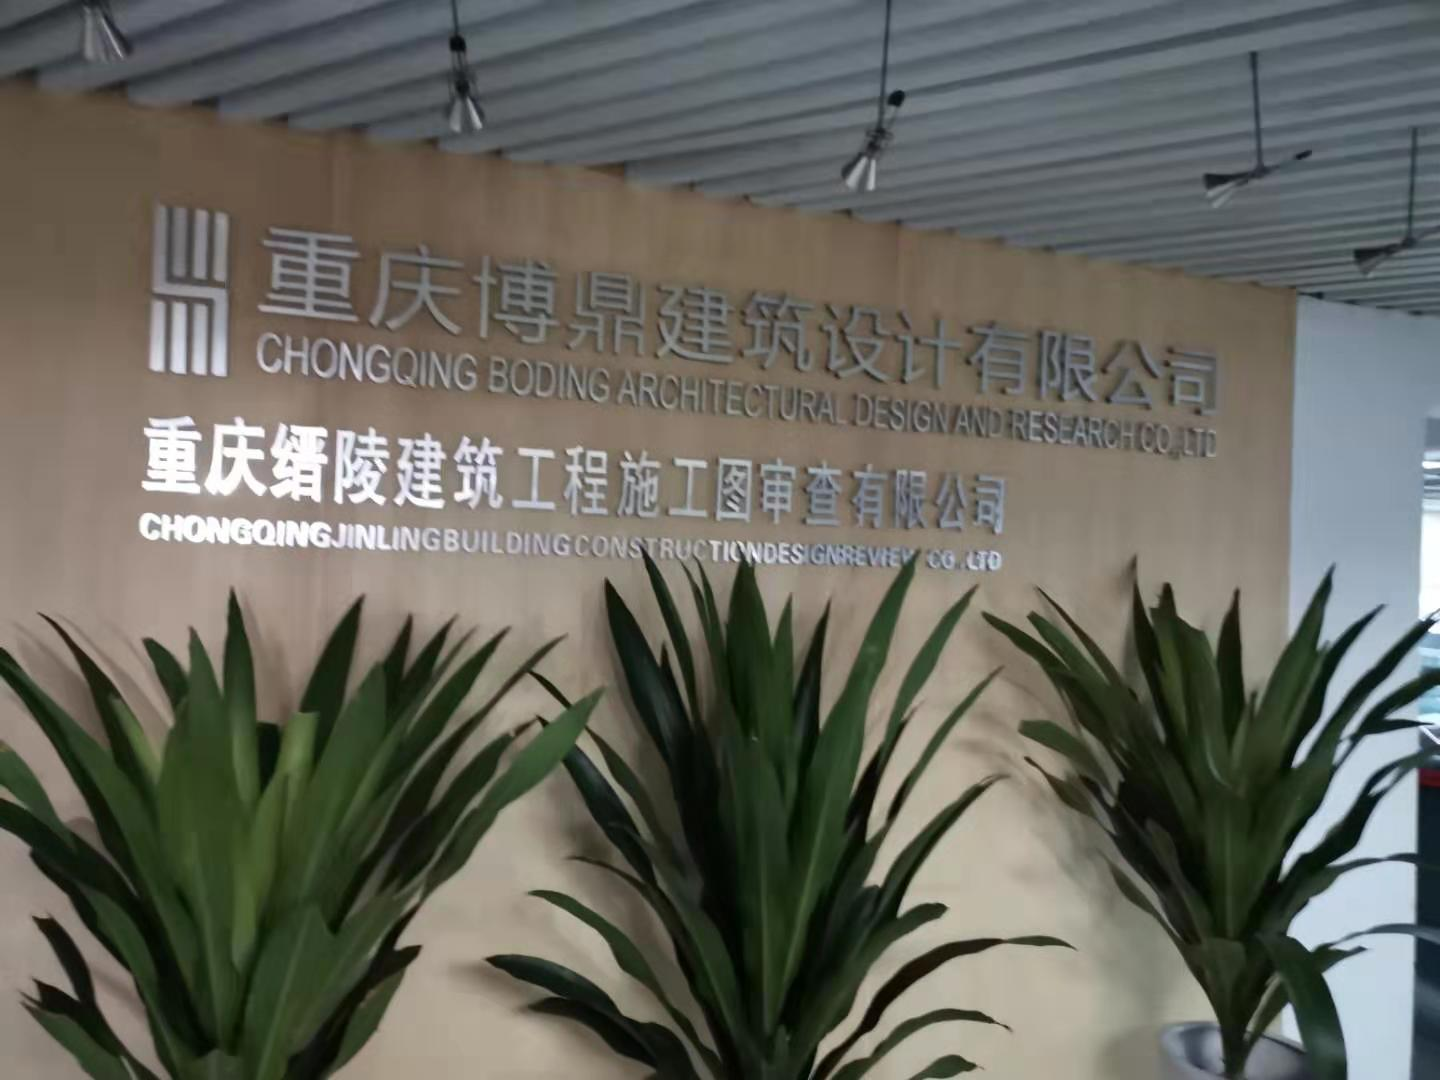 重庆博鼎建筑设计有限公司
CHONGQING BODING ARCHITECTURAL DESIGN AND RESEARCH CO.,LTD
重庆缙陵建筑工程施工图审查有限公司
CHONGQINGJINLINGBUILDINGCONSTRUCTIONDESIGNREVIEW CO.,LTD